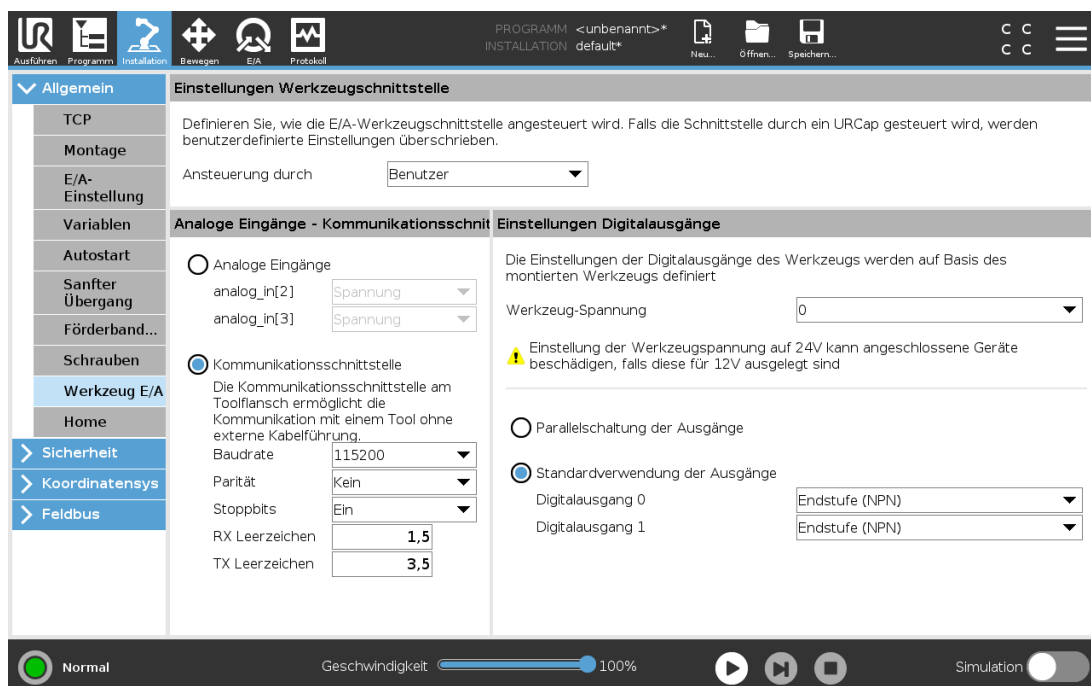 UR
PROGRAMM <unbenannt>*
INSTALLATION default*
Ausführen Programm Installation Bewegen E/A Protokoll
Neu... Öffnen... Speichern...
C C
C C
Allgemein
TCP
Montage
E/A-
Einstellung
Variablen
Autostart
Sanfter
Übergang
Förderband...
Schrauben
Werkzeug E/A
Home
Sicherheit
Koordinatensys
Feldbus
Einstellungen Werkzeugschnittstelle
Definieren Sie, wie die E/A-Werkzeugschnittstelle angesteuert wird. Falls die Schnittstelle durch ein URCap gesteuert wird, werden
benutzerdefinierte Einstellungen überschrieben.
Ansteuerung durch Benutzer
Analoge Eingänge - Kommunikationsschnit
Analoge Eingänge
analog_in[2] Spannung
analog_in[3] Spannung
Kommunikationsschnittstelle
Die Kommunikationsschnittstelle am
Toolflansch ermöglicht die
Kommunikation mit einem Tool ohne
externe Kabelführung.
Baudrate 115200
Parität Kein
Stoppbits Ein
RX Leerzeichen 1,5
TX Leerzeichen 3,5
Einstellungen Digitalausgänge
Die Einstellungen der Digitalausgänge des Werkzeugs werden auf Basis des
montierten Werkzeugs definiert
Werkzeug-Spannung 0
Einstellung der Werkzeugspannung auf 24V kann angeschlossene Geräte
beschädigen, falls diese für 12V ausgelegt sind
Parallelschaltung der Ausgänge
Standardverwendung der Ausgänge
Digitalausgang 0 Endstufe (NPN)
Digitalausgang 1 Endstufe (NPN)
Normal
Geschwindigkeit 100%
Simulation